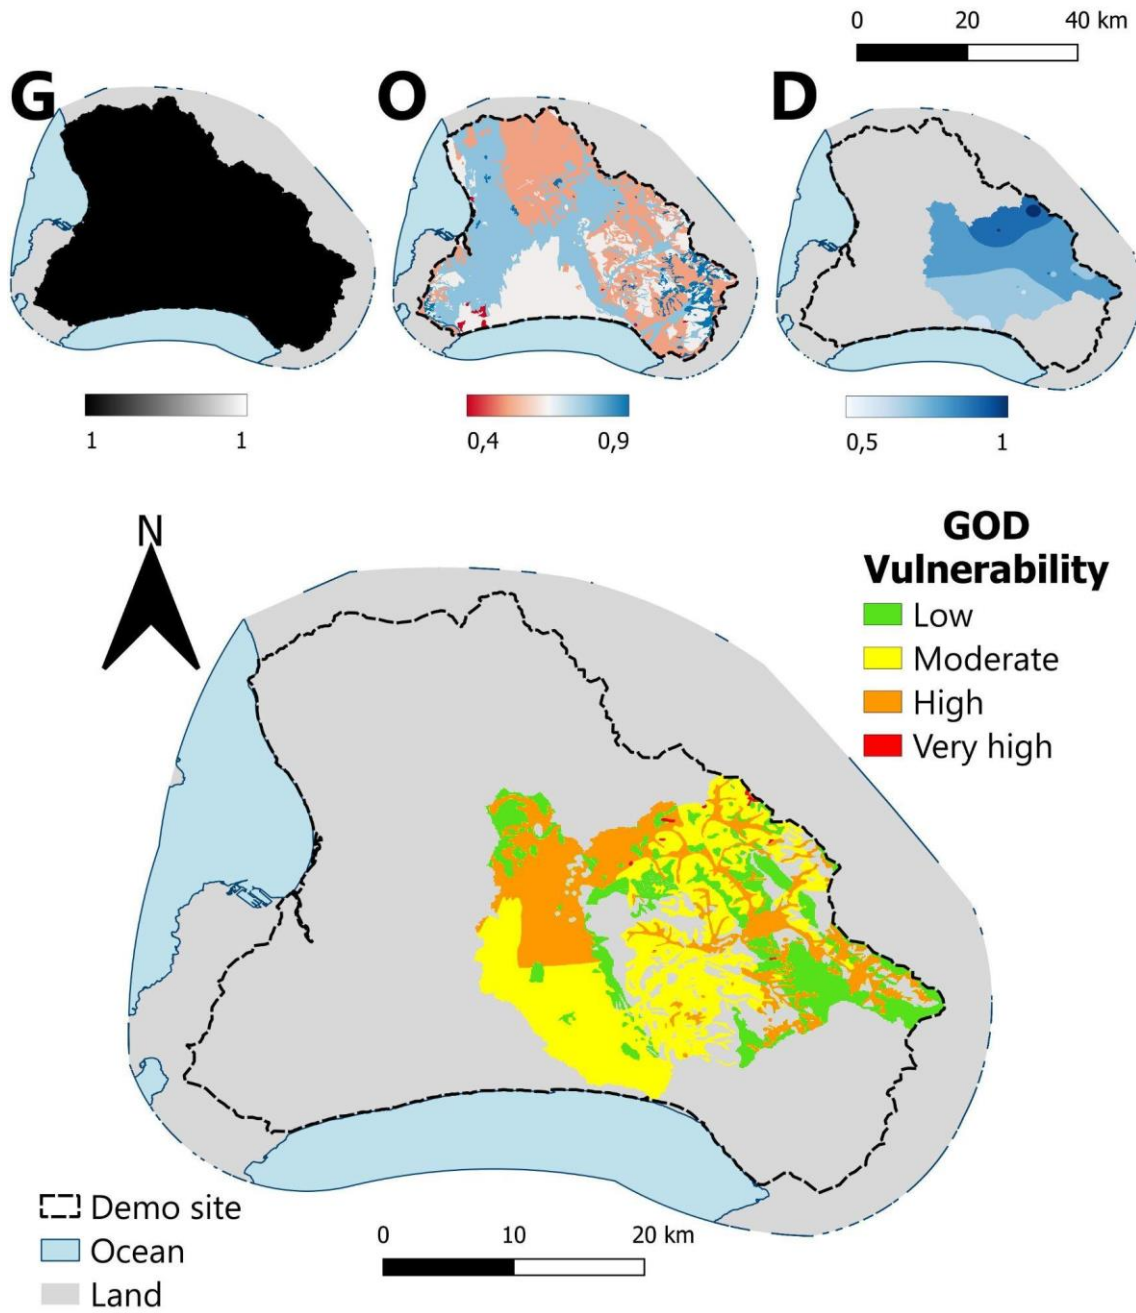 0 20 40 km
G O D
1 1
0,4 0,9
0,5 1
N
GOD
Vulnerability
Low
Moderate
High
Very high
Demo site
Ocean
Land
0 10 20 km